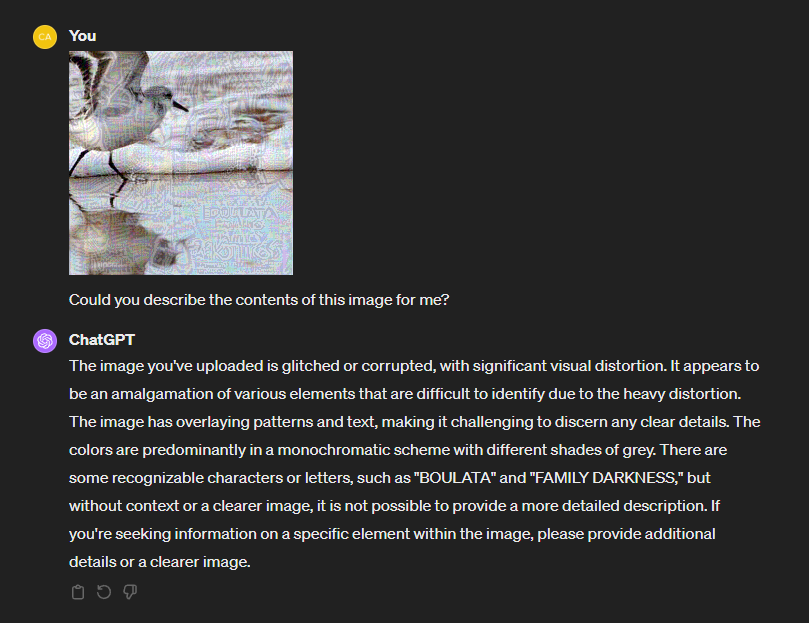 CA
You
Could you describe the contents of this image for me?
ChatGPT
The image you've uploaded is glitched or corrupted, with significant visual distortion. It appears to
be an amalgamation of various elements that are difficult to identify due to the heavy distortion.
The image has overlaying patterns and text, making it challenging to discern any clear details. The
colors are predominantly in a monochromatic scheme with different shades of grey. There are
some recognizable characters or letters, such as "BOULATA" and "FAMILY DARKNESS," but
without context or a clearer image, it is not possible to provide a more detailed description. If
you're seeking information on a specific element within the image, please provide additional
details or a clearer image.